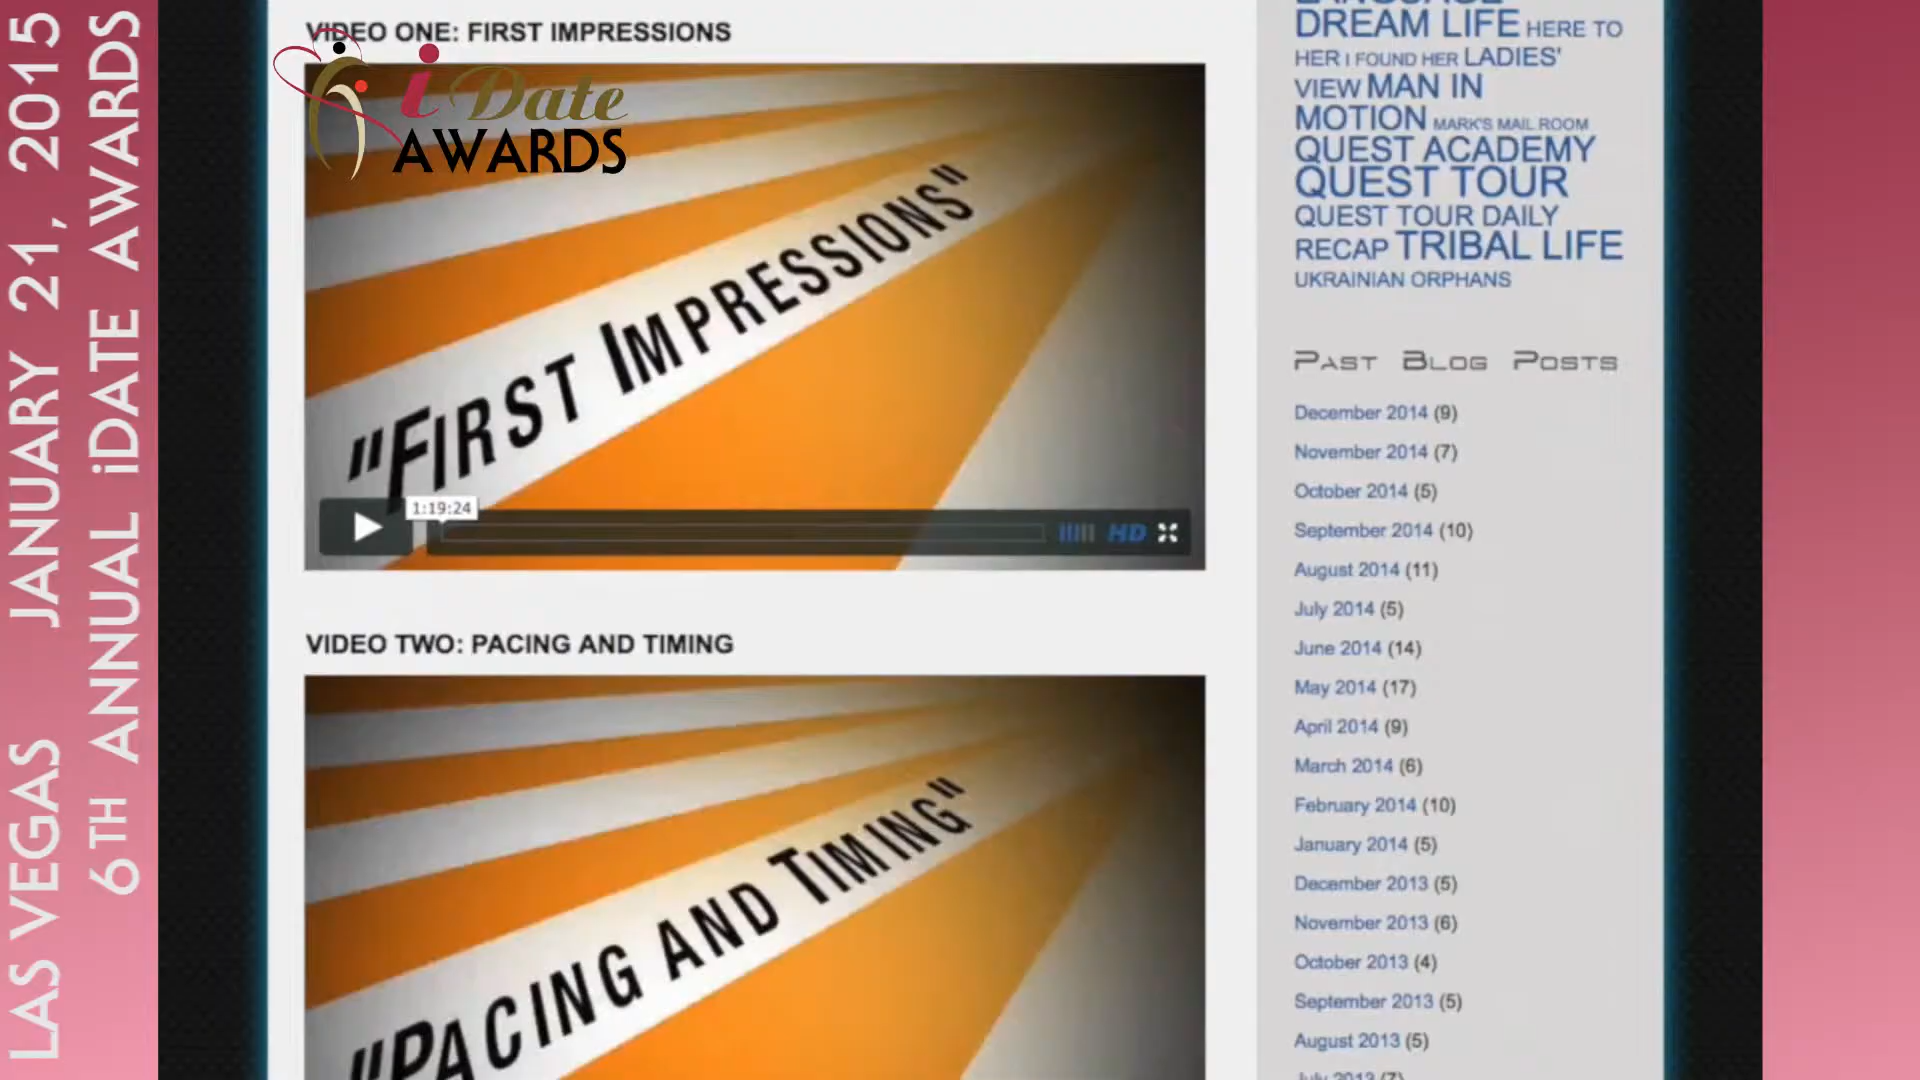 LAS VEGAS JANUARY 21, 2015
6TH ANNUAL iDATE AWARDS
VIDEO ONE: FIRST IMPRESSIONS
iDate
AWARDS
"FIRST IMPRESSIONS"
1:19:24
HD
VIDEO TWO: PACING AND TIMING
"PACING AND TIMING"
LANGUAGE
DREAM LIFE HERE TO
HER I FOUND HER LADIES'
VIEW MAN IN
MOTION MARK'S MAIL ROOM
QUEST ACADEMY
QUEST TOUR
QUEST TOUR DAILY
RECAP TRIBAL LIFE
UKRAINIAN ORPHANS
PAST BLOG POSTS
December 2014 (9)
November 2014 (7)
October 2014 (5)
September 2014 (10)
August 2014 (11)
July 2014 (5)
June 2014 (14)
May 2014 (17)
April 2014 (9)
March 2014 (6)
February 2014 (10)
January 2014 (5)
December 2013 (5)
November 2013 (6)
October 2013 (4)
September 2013 (5)
August 2013 (5)
July 2013 (7)